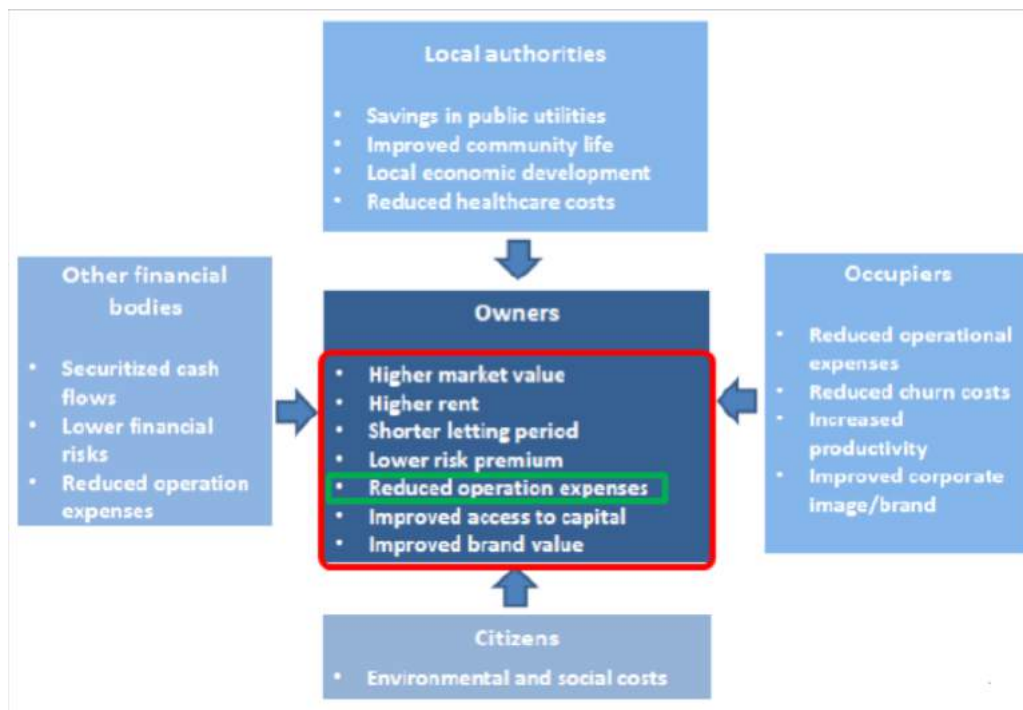 Local authorities
• Savings in public utilities
• Improved community life
• Local economic development
• Reduced healthcare costs
Other financial
bodies
• Securitized cash
flows
• Lower financial
risks
• Reduced operation
expenses
Owners
• Higher market value
• Higher rent
• Shorter letting period
• Lower risk premium
• Reduced operation expenses
• Improved access to capital
• Improved brand value
Occupiers
• Reduced operational
expenses
• Reduced churn costs
• Increased
productivity
• Improved corporate
image/brand
Citizens
• Environmental and social costs